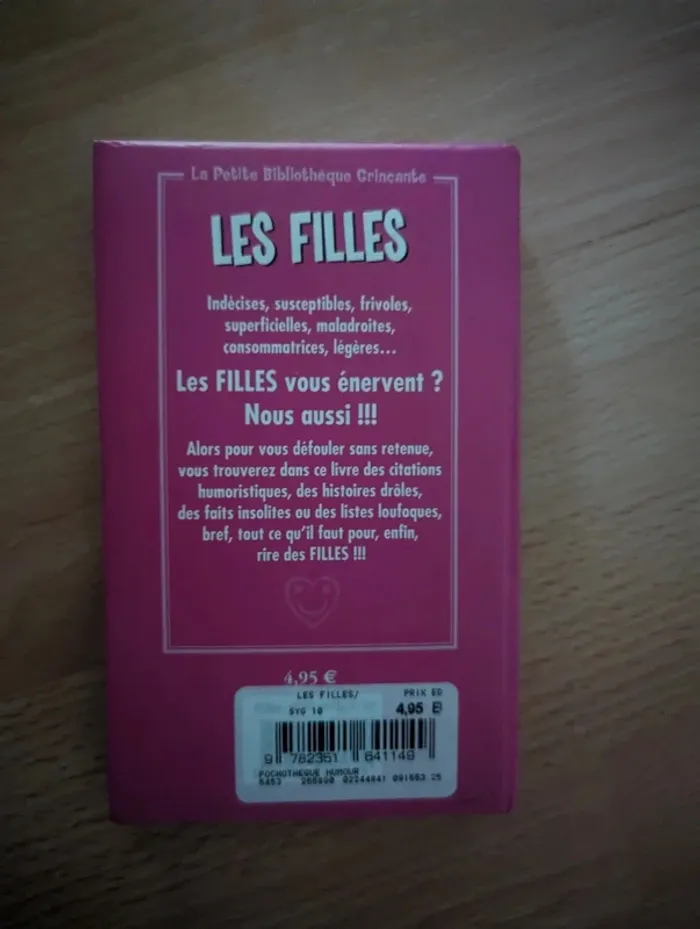 La Petite Bibliothèque Grinçante
LES FILLES
Indécises, susceptibles, frivoles,
superficielles, maladroites,
consommatrices, légères...
Les FILLES vous énervent ?
Nous aussi !!!
Alors pour vous défouler sans retenue,
vous trouverez dans ce livre des citations
humoristiques, des histoires drôles,
des faits insolites ou des listes loufoques,
bref, tout ce qu'il faut pour, enfin,
rire des FILLES !!!
4,95 €
LES FILLES/ PRIX ED
SYG 10 4,95 E
9 782351 641149
POCHOTHEQUE HUMOUR
02244841